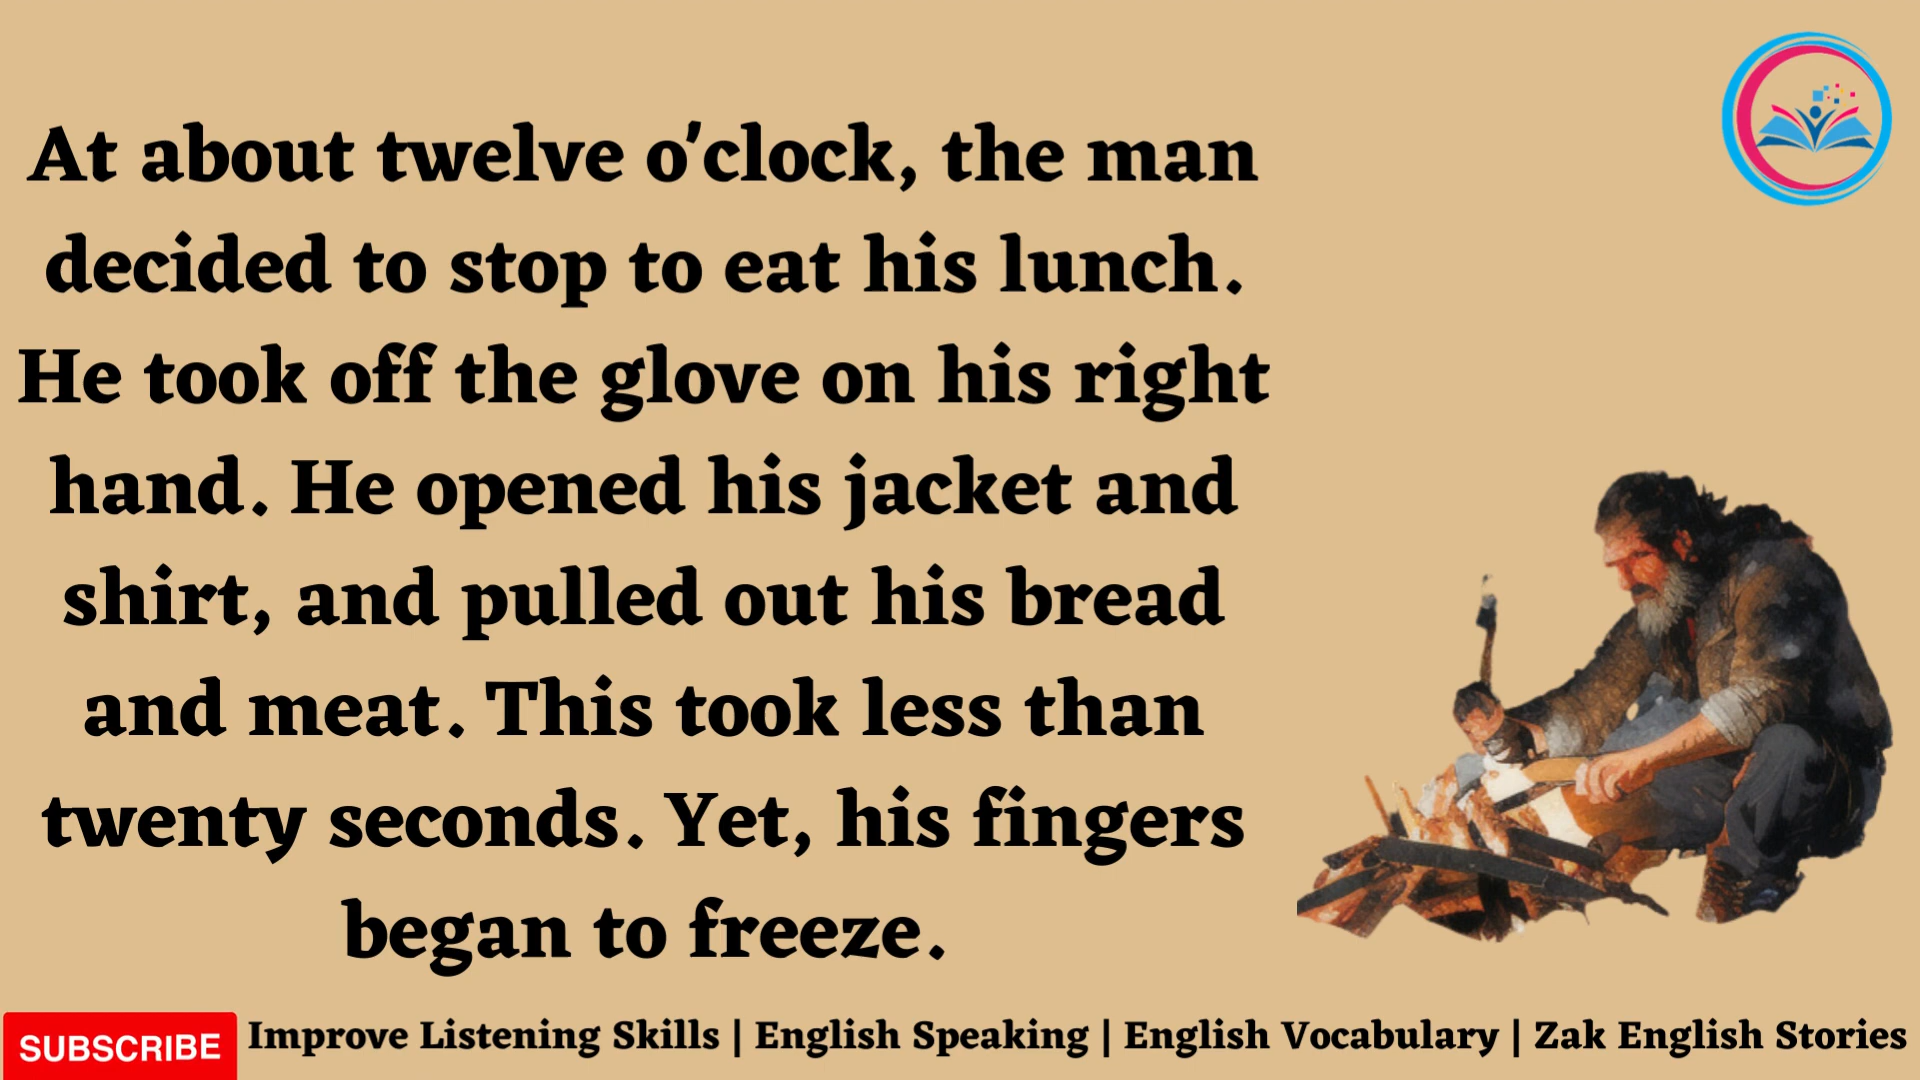 At about twelve o'clock, the man
decided to stop to eat his lunch.
He took off the glove on his right
hand. He opened his jacket and
shirt, and pulled out his bread
and meat. This took less than
twenty seconds. Yet, his fingers
began to freeze.
SUBSCRIBE Improve Listening Skills | English Speaking | English Vocabulary | Zak English Stories